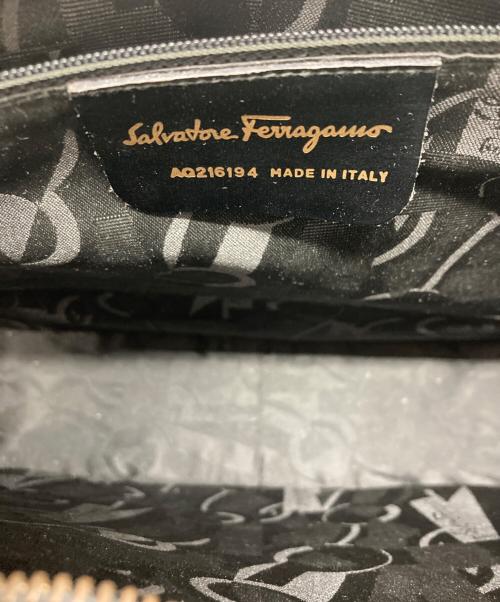 Salvatore Ferragamo
AQ216194 MADE IN ITALY